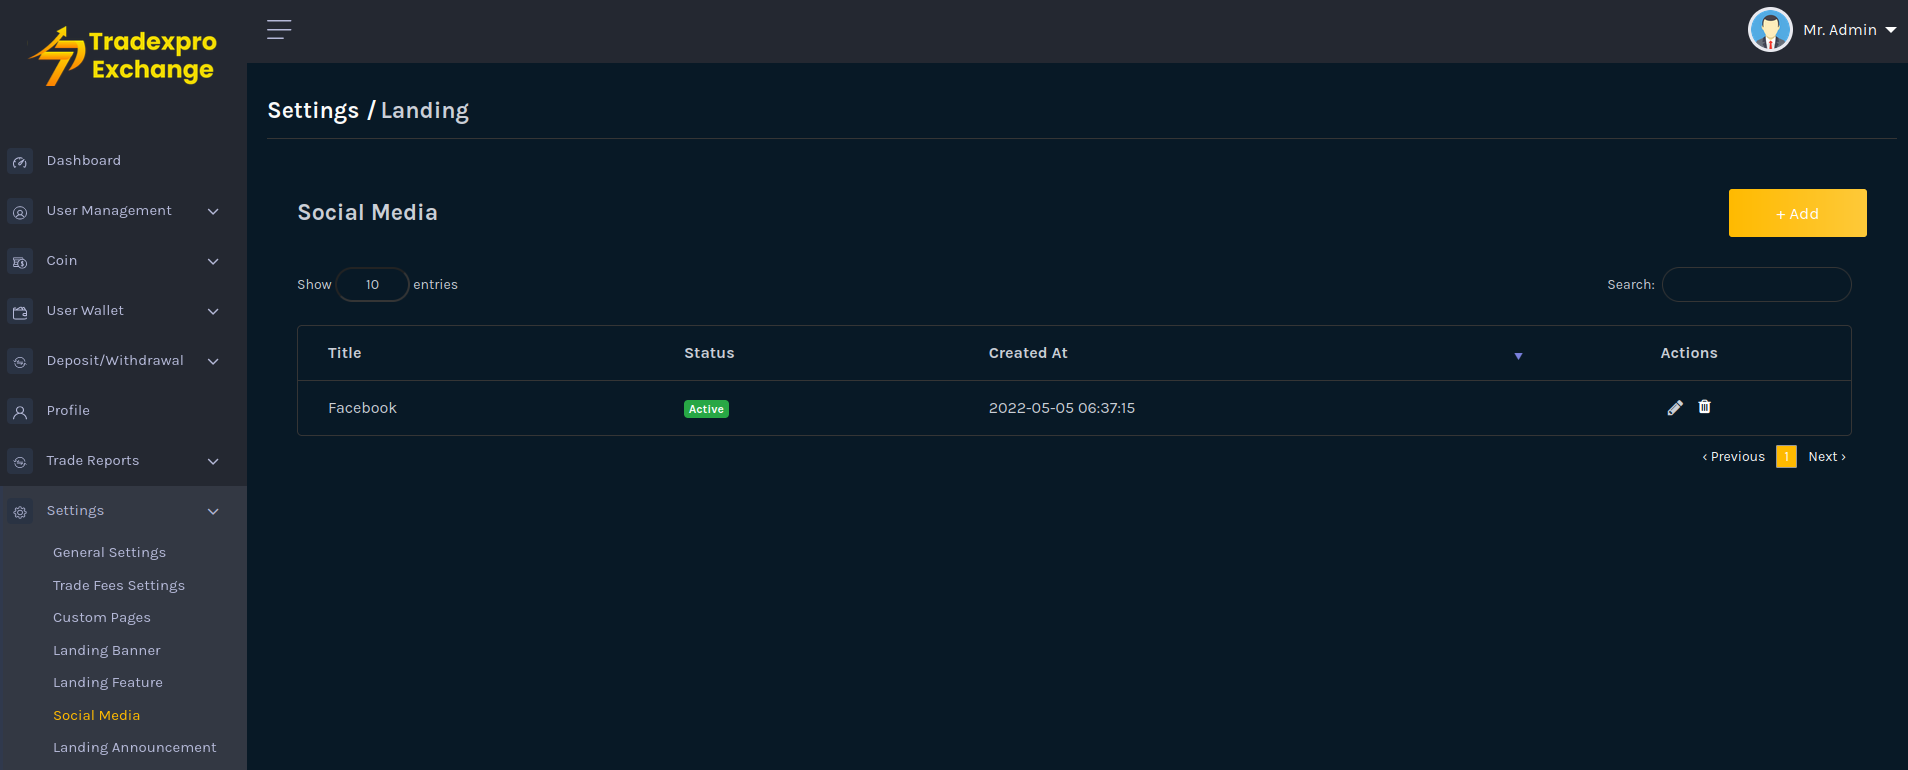 Tradexpro
Exchange
Mr. Admin
Settings / Landing
Dashboard
User Management
Coin
User Wallet
Deposit/Withdrawal
Profile
Trade Reports
Settings
General Settings
Trade Fees Settings
Custom Pages
Landing Banner
Landing Feature
Social Media
Landing Announcement
Social Media
+ Add
Show 10 entries
Search:
Title Status Created At Actions
Facebook Active 2022-05-05 06:37:15
‹ Previous 1 Next ›